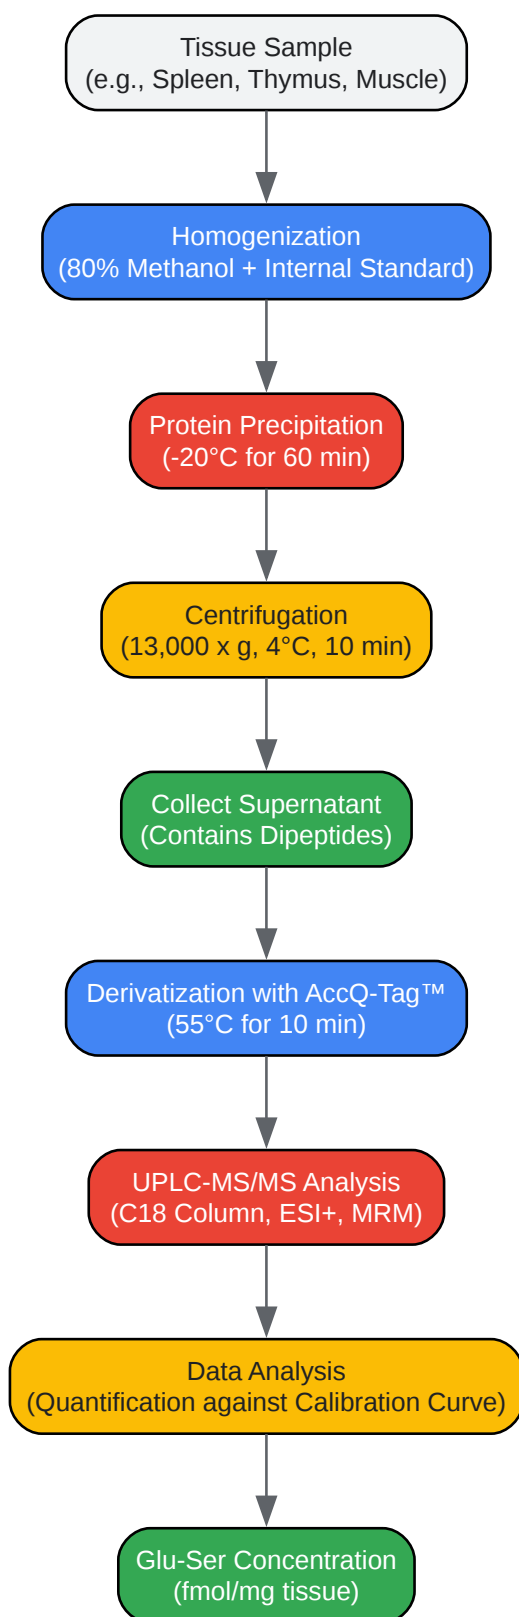 Tissue Sample
(e.g., Spleen, Thymus, Muscle)
Homogenization
(80% Methanol + Internal Standard)
Protein Precipitation
(-20°C for 60 min)
Centrifugation
(13,000 x g, 4°C, 10 min)
Collect Supernatant
(Contains Dipeptides)
Derivatization with AccQ-Tag™
(55°C for 10 min)
UPLC-MS/MS Analysis
(C18 Column, ESI+, MRM)
Data Analysis
(Quantification against Calibration Curve)
Glu-Ser Concentration
(fmol/mg tissue)